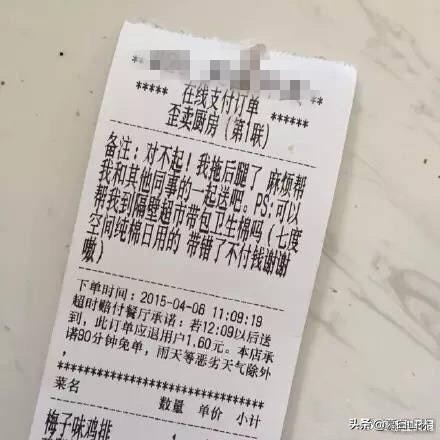 ***** 在线支付订单 ******
歪卖厨房（第1联）
备注：对不起！我拖后腿了 麻烦帮
我和其他同事的一起送吧。PS:可以
帮我到隔壁超市带包卫生棉吗（七度
空间纯棉日用的 带错了不付钱谢谢
嗷）
下单时间：2015-04-06 11:09:19
超时赔付餐厅承诺：若12:09以后送
到，此订单应退用户1.60元。本店承
诺90分钟免单，雨天等恶劣天气除外
，
**********************
菜名 数量 单价 小计
梅子味鸡排
头条